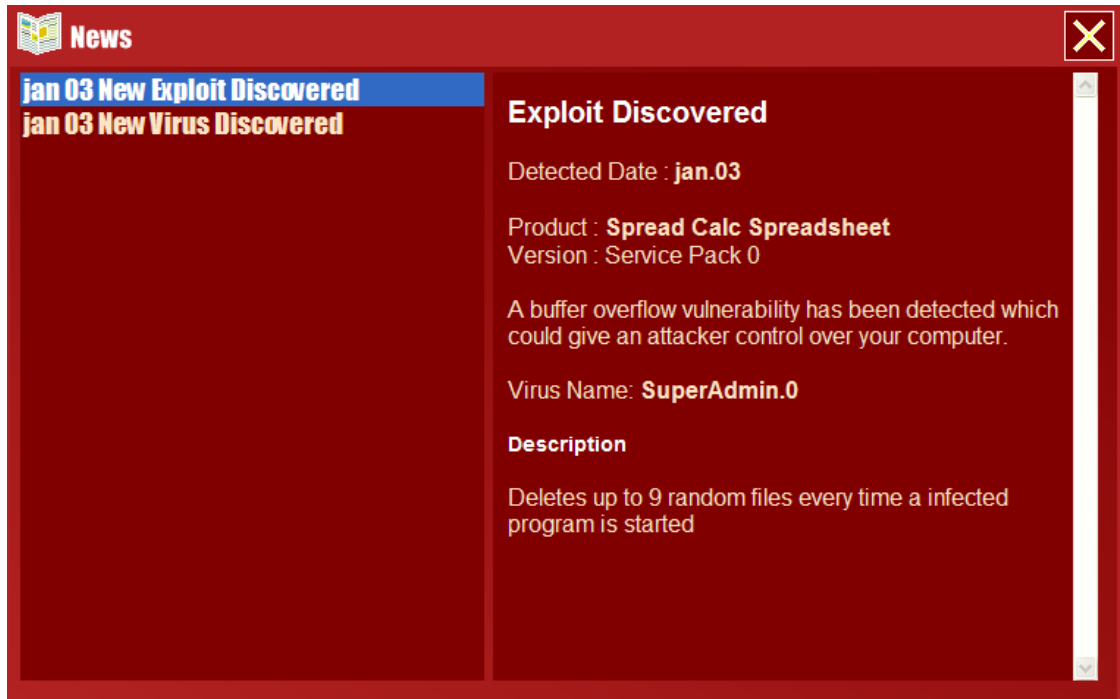 News
jan 03 New Exploit Discovered
jan 03 New Virus Discovered
Exploit Discovered
Detected Date : jan.03
Product : Spread Calc Spreadsheet
Version : Service Pack 0
A buffer overflow vulnerability has been detected which
could give an attacker control over your computer.
Virus Name: SuperAdmin.0
Description
Deletes up to 9 random files every time a infected
program is started